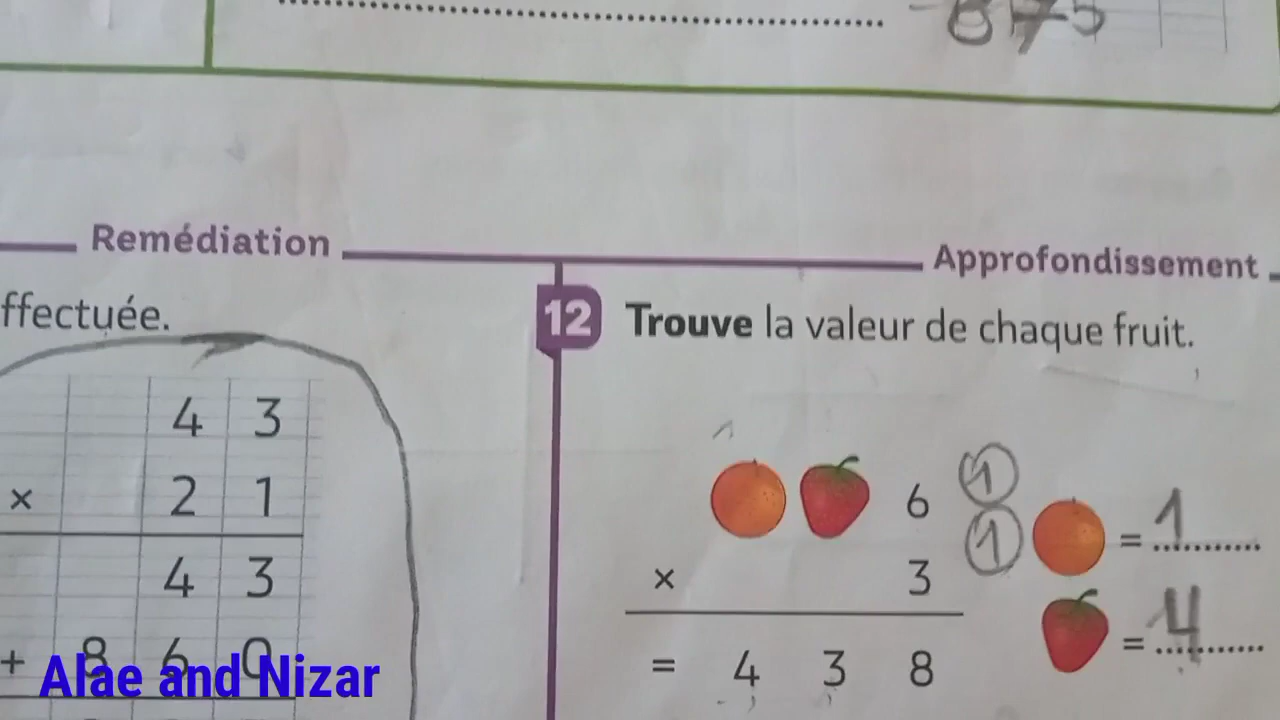 875
Remédiation
Approfondissement
ffectuée.
12 Trouve la valeur de chaque fruit.
4 3
× 2 1
4 3
+ 8 6 0
6 1
× 3 1
= 4 3 8
= 1
= 4
Alae and Nizar